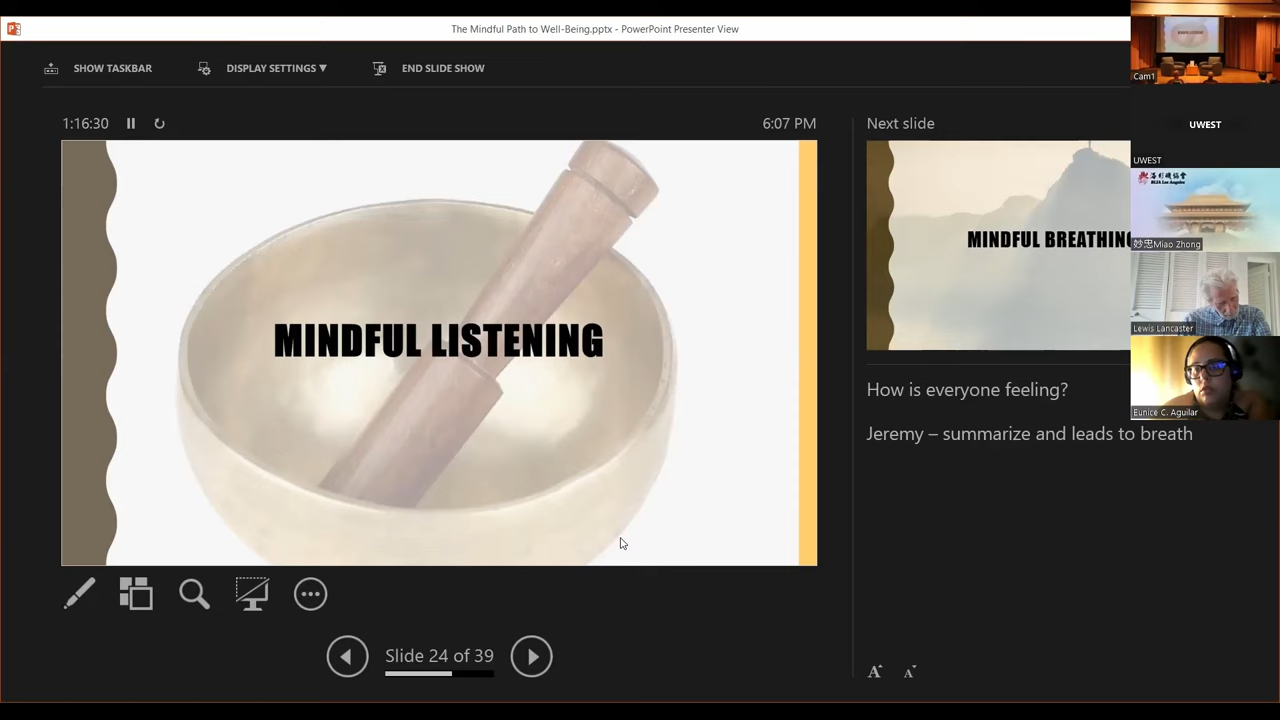 The Mindful Path to Well-Being.pptx - PowerPoint Presenter View
SHOW TASKBAR
DISPLAY SETTINGS ▼
END SLIDE SHOW
1:16:30
6:07 PM
Next slide
MINDFUL LISTENING
MINDFUL BREATHING
How is everyone feeling?
Jeremy – summarize and leads to breath
Slide 24 of 39
A
A
Cam1
UWEST
UWEST
BLIA Los Angeles
妙忠Miao Zhong
Lewis Lancaster
Eunice C. Aguilar